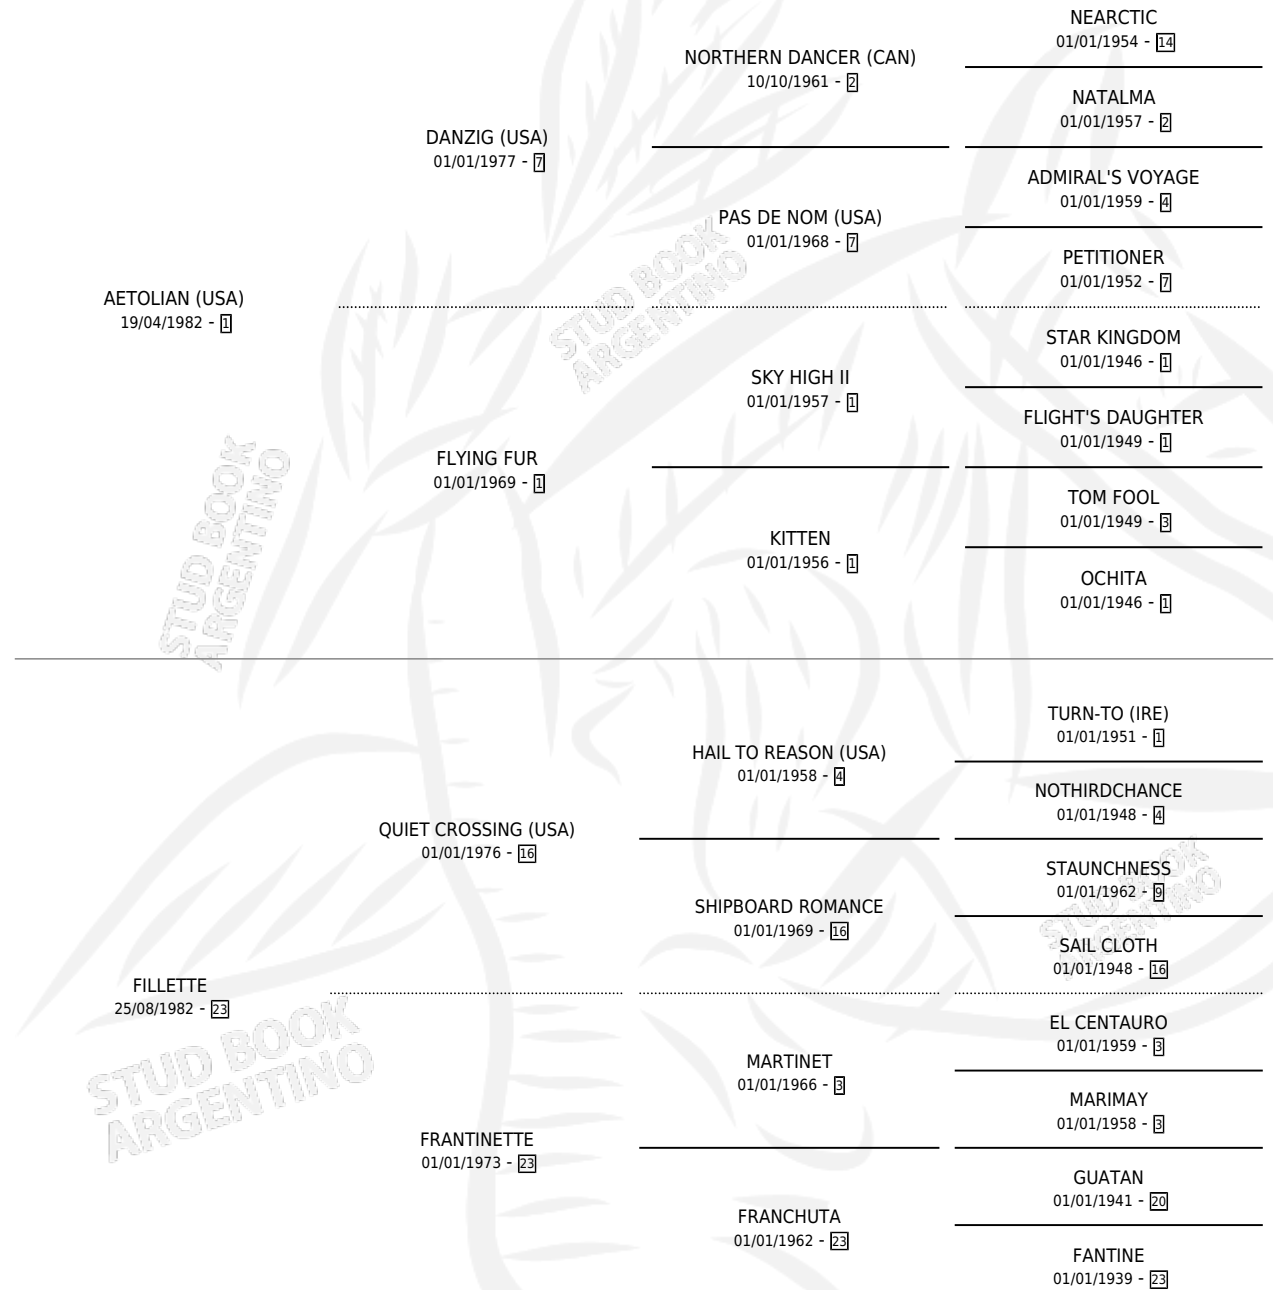 NEARCTIC
01/01/1954 - 14
NORTHERN DANCER (CAN)
10/10/1961 - 2
NATALMA
01/01/1957 - 2
DANZIG (USA)
01/01/1977 - 7
ADMIRAL'S VOYAGE
01/01/1959 - 4
PAS DE NOM (USA)
01/01/1968 - 7
PETITIONER
01/01/1952 - 7
AETOLIAN (USA)
19/04/1982 - 1
STAR KINGDOM
01/01/1946 - 1
SKY HIGH II
01/01/1957 - 1
FLIGHT'S DAUGHTER
01/01/1949 - 1
FLYING FUR
01/01/1969 - 1
TOM FOOL
01/01/1949 - 3
KITTEN
01/01/1956 - 1
OCHITA
01/01/1946 - 1
TURN-TO (IRE)
01/01/1951 - 1
HAIL TO REASON (USA)
01/01/1958 - 4
NOTHIRDCHANCE
01/01/1948 - 4
QUIET CROSSING (USA)
01/01/1976 - 16
STAUNCHNESS
01/01/1962 - 9
SHIPBOARD ROMANCE
01/01/1969 - 16
SAIL CLOTH
01/01/1948 - 16
FILLETTE
25/08/1982 - 23
EL CENTAURO
01/01/1959 - 3
MARTINET
01/01/1966 - 3
MARIMAY
01/01/1958 - 3
FRANTINETTE
01/01/1973 - 23
GUATAN
01/01/1941 - 20
FRANCHUTA
01/01/1962 - 23
FANTINE
01/01/1939 - 23
STUD BOOK
ARGENTINO
STUD BOOK
ARGENTINO
STUD BOOK
ARGENTINO
STUD BOOK
ARGENTINO